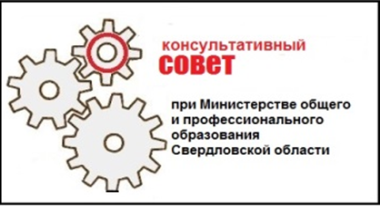 консультативный
совет
при Министерстве общего
и профессионального
образования
Свердловской области